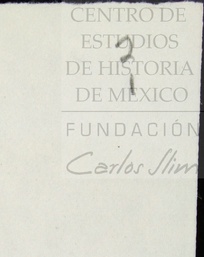 CENTRO DE
ESTUDIOS
DE HISTORIA
DE MÉXICO
FUNDACIÓN
Carlos Slim